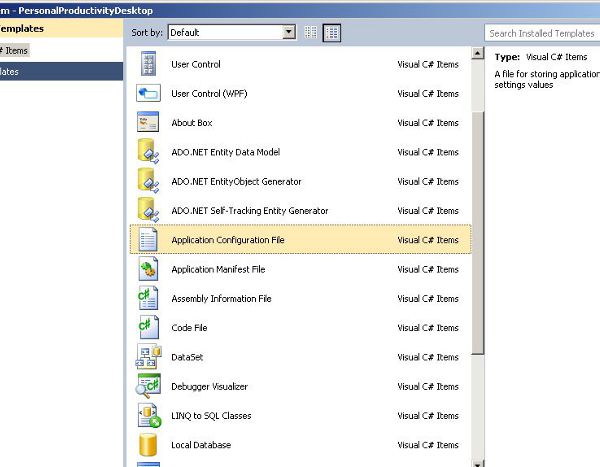 em - PersonalProductivityDesktop
Templates
# Items
lates
Sort by: Default
Search Installed Templates
User Control Visual C# Items
User Control (WPF) Visual C# Items
About Box Visual C# Items
ADO.NET Entity Data Model Visual C# Items
ADO.NET EntityObject Generator Visual C# Items
ADO.NET Self-Tracking Entity Generator Visual C# Items
Application Configuration File Visual C# Items
Application Manifest File Visual C# Items
Assembly Information File Visual C# Items
Code File Visual C# Items
DataSet Visual C# Items
Debugger Visualizer Visual C# Items
LINQ to SQL Classes Visual C# Items
Local Database Visual C# Items
Type: Visual C# Items
A file for storing application
settings values